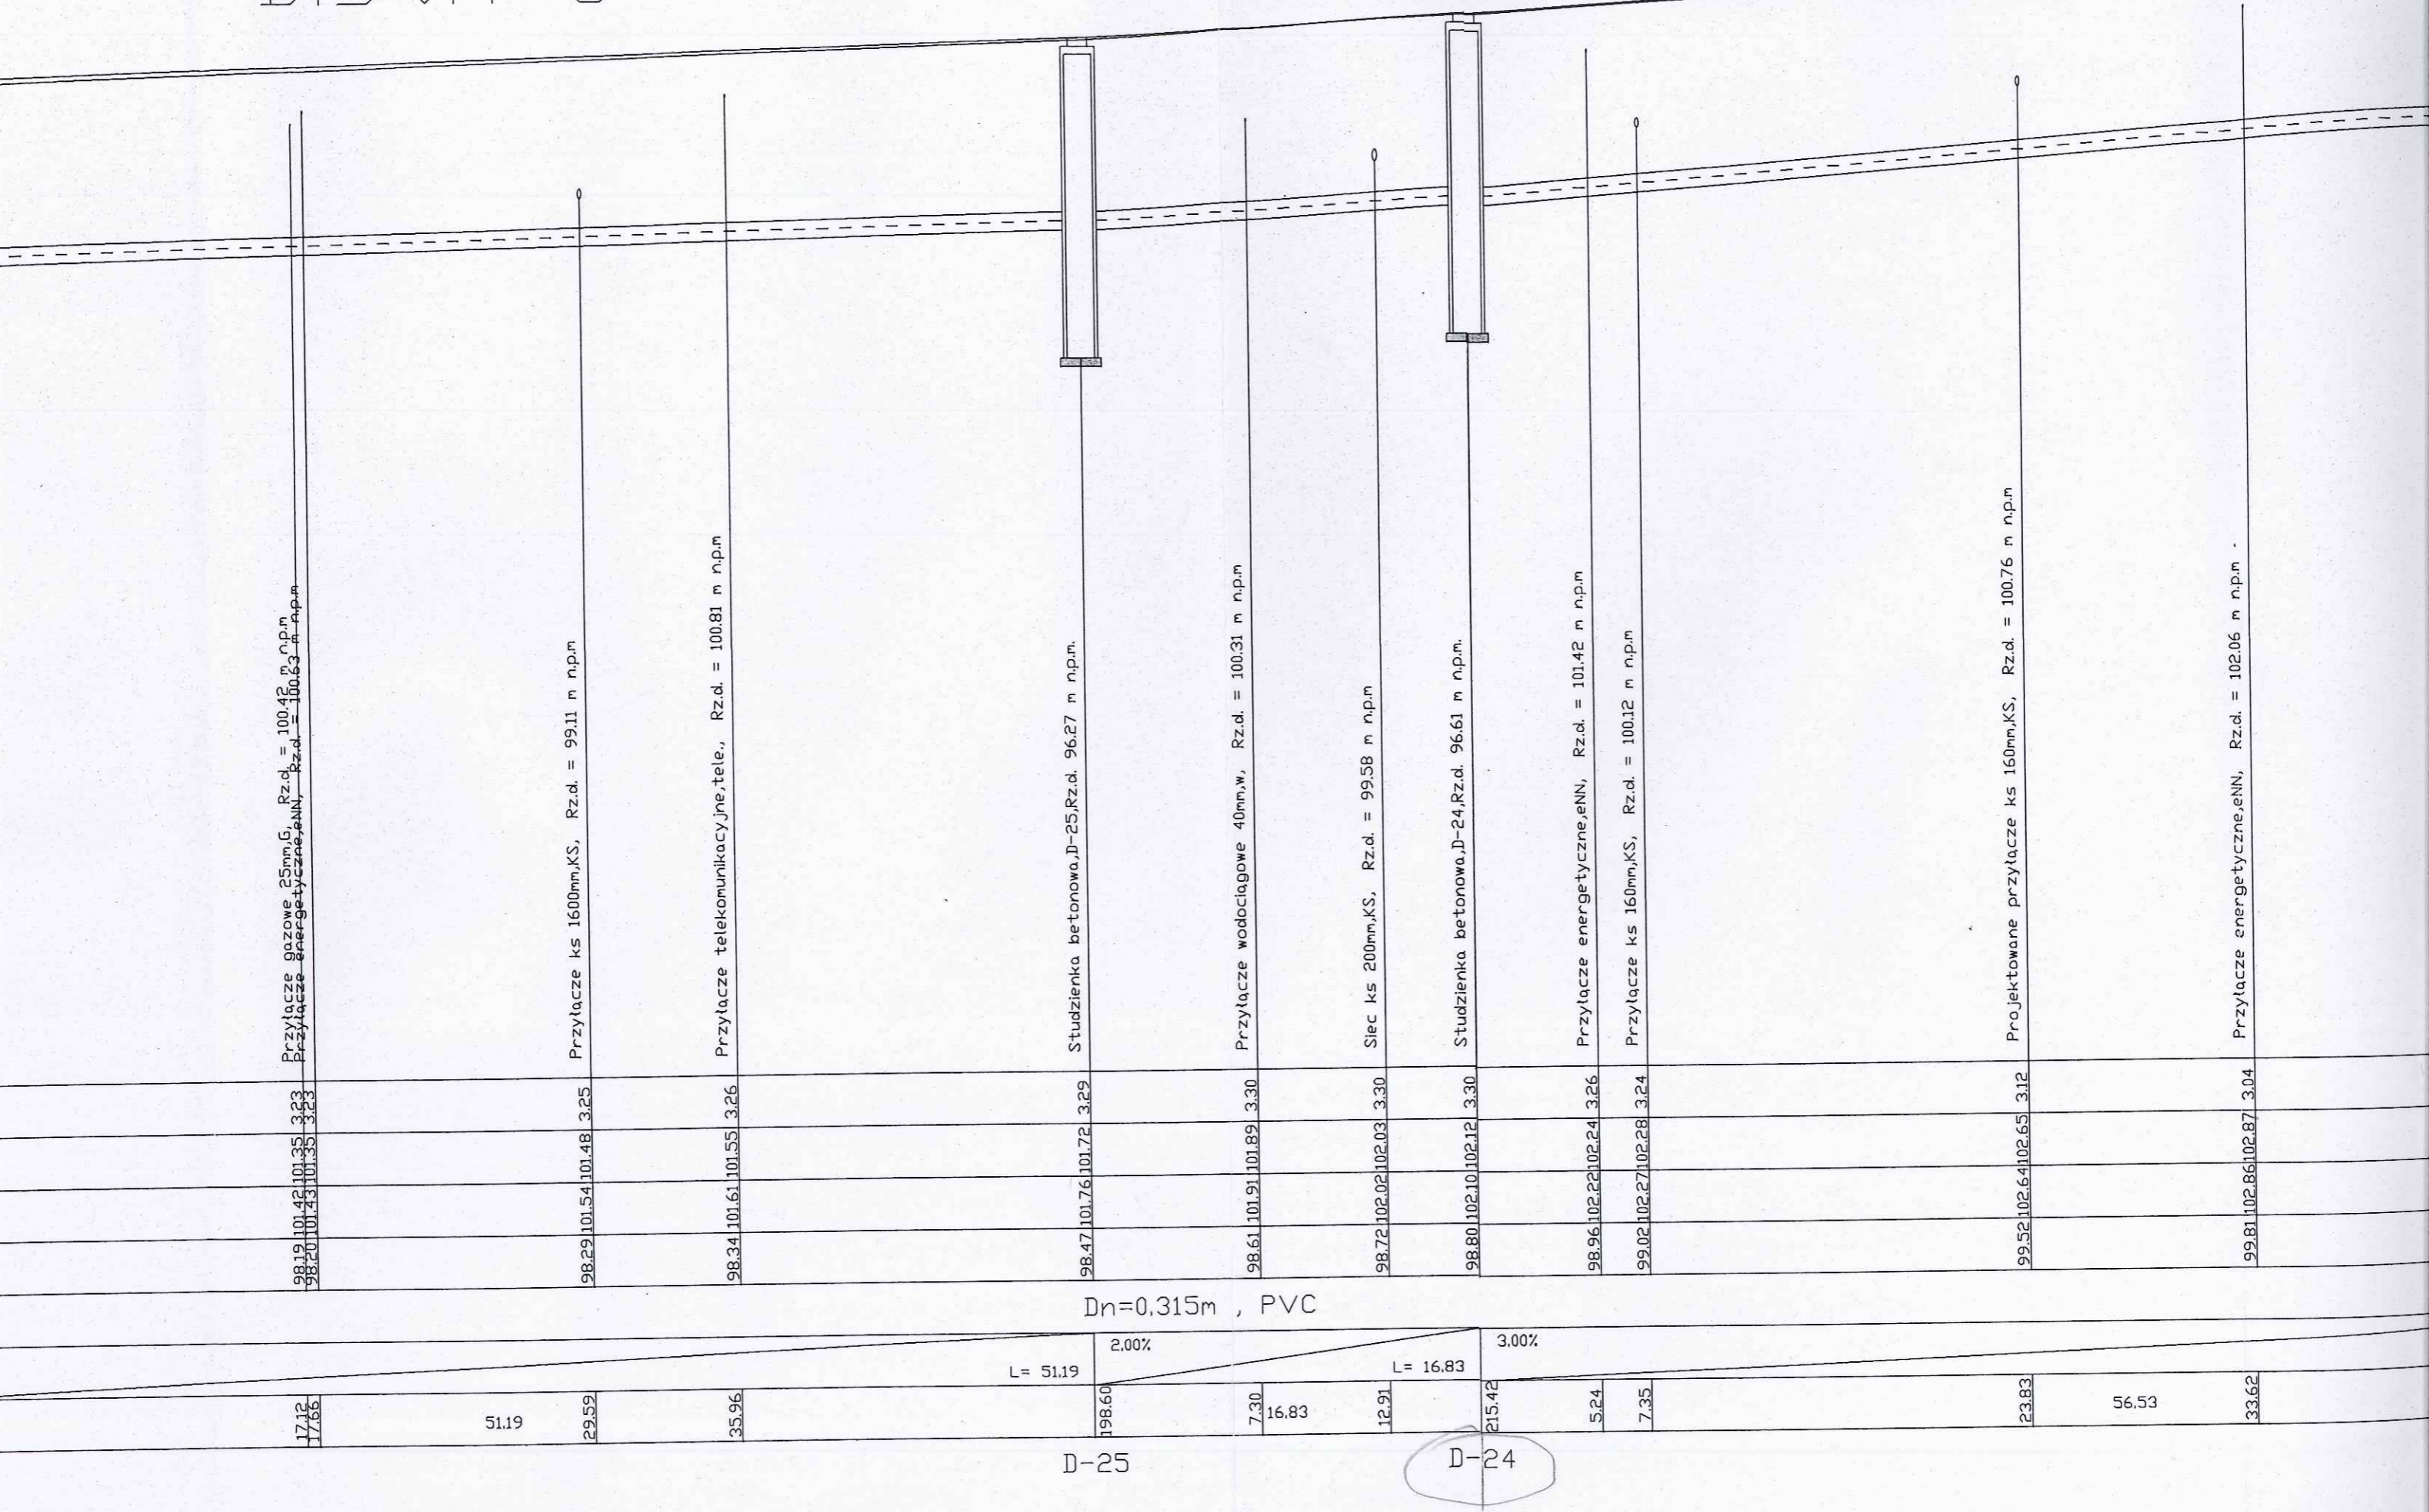 Przyłącze gazowe 25mm,G, Rz.d. = 100.42 m n.p.m
Przyłącze energetyczne,eNN, Rz.d. = 100.63 m n.p.m
Przyłącze ks 1600mm,KS, Rz.d. = 99.11 m n.p.m
Przyłącze telekomunikacyjne,tele., Rz.d. = 100.81 m n.p.m
Studzienka betonowa,D-25,Rz.d. 96.27 m n.p.m.
Przyłącze wodociągowe 40mm,w, Rz.d. = 100.31 m n.p.m
Siec ks 200mm,KS, Rz.d. = 99.58 m n.p.m
Studzienka betonowa,D-24,Rz.d. 96.61 m n.p.m.
Przyłącze energetyczne,eNN, Rz.d. = 101.42 m n.p.m
Przyłącze ks 160mm,KS, Rz.d. = 100.12 m n.p.m
Projektowane przyłącze ks 160mm,KS, Rz.d. = 100.76 m n.p.m
Przyłącze energetyczne,eNN, Rz.d. = 102.06 m n.p.m
3.23 3.23 3.25 3.26 3.29 3.30 3.30 3.30 3.26 3.24 3.12 3.04
101.35 101.35 101.48 101.55 101.72 101.89 102.03 102.12 102.24 102.28 102.65 102.87
101.42 101.43 101.54 101.61 101.76 101.91 102.02 102.10 102.22 102.27 102.64 102.86
98.19 98.20 98.29 98.34 98.47 98.61 98.72 98.80 98.96 99.02 99.52 99.81
Dn=0.315m , PVC
2.00% 3.00%
L= 51.19 L= 16.83
17.12 17.66 51.19 29.59 35.96 198.60 7.30 16.83 12.91 215.42 5.24 7.35 23.83 56.53 33.62
D-25 D-24